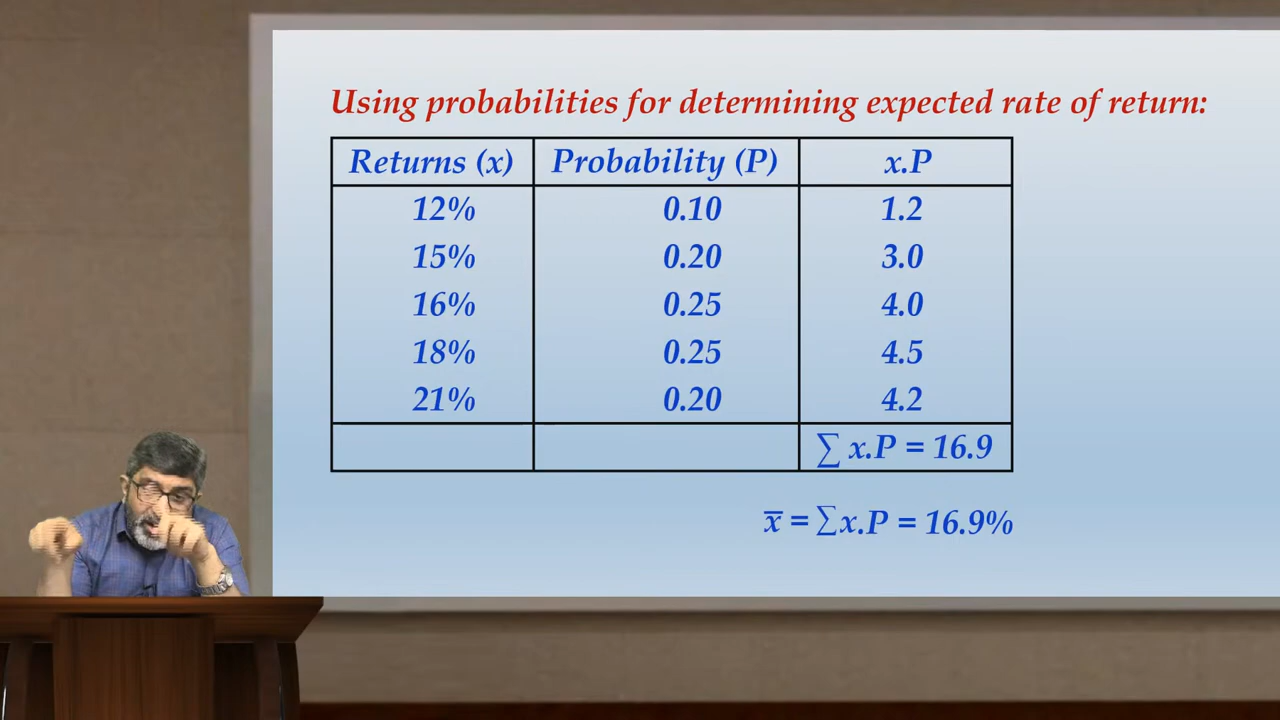 Using probabilities for determining expected rate of return:
Returns (x) Probability (P) x.P
12% 0.10 1.2
15% 0.20 3.0
16% 0.25 4.0
18% 0.25 4.5
21% 0.20 4.2
∑ x.P = 16.9
x̅ = ∑x.P = 16.9%